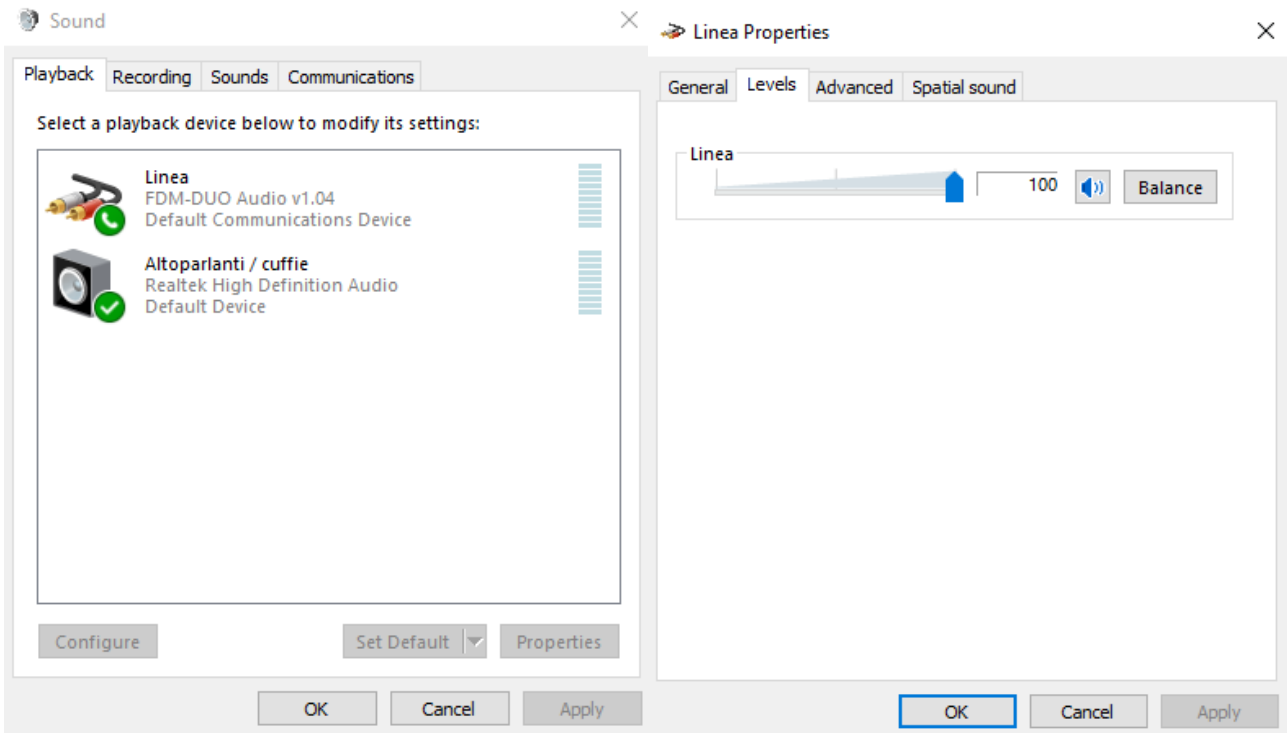 Sound
Playback Recording Sounds Communications
Select a playback device below to modify its settings:
Linea
FDM-DUO Audio v1.04
Default Communications Device
Altoparlanti / cuffie
Realtek High Definition Audio
Default Device
Configure Set Default Properties
OK Cancel Apply
Linea Properties
General Levels Advanced Spatial sound
Linea
100 Balance
OK Cancel Apply